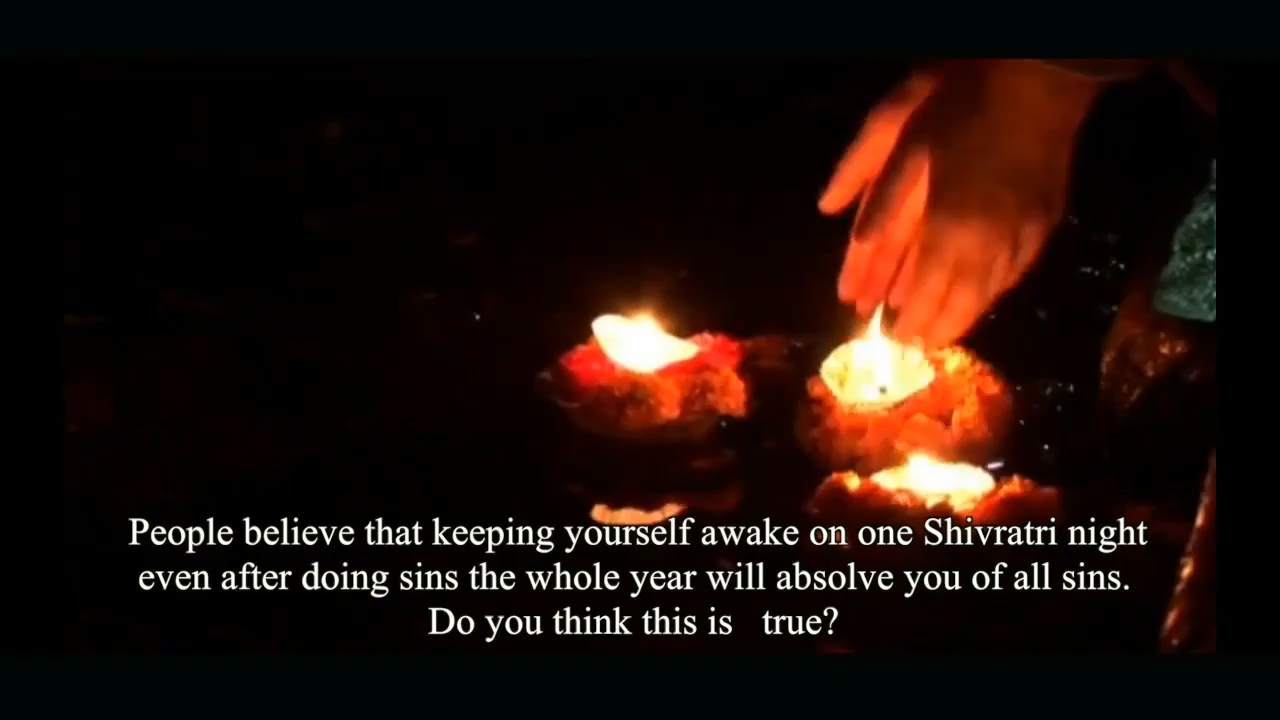 People believe that keeping yourself awake on one Shivratri night
even after doing sins the whole year will absolve you of all sins.
Do you think this is true?